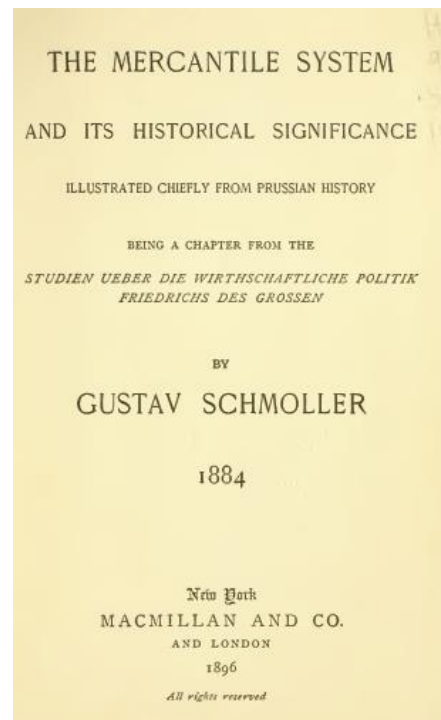 THE MERCANTILE SYSTEM
AND ITS HISTORICAL SIGNIFICANCE
ILLUSTRATED CHIEFLY FROM PRUSSIAN HISTORY
BEING A CHAPTER FROM THE
STUDIEN UEBER DIE WIRTHSCHAFTLICHE POLITIK
FRIEDRICHS DES GROSSEN
BY
GUSTAV SCHMOLLER
1884
New York
MACMILLAN AND CO.
AND LONDON
1896
All rights reserved